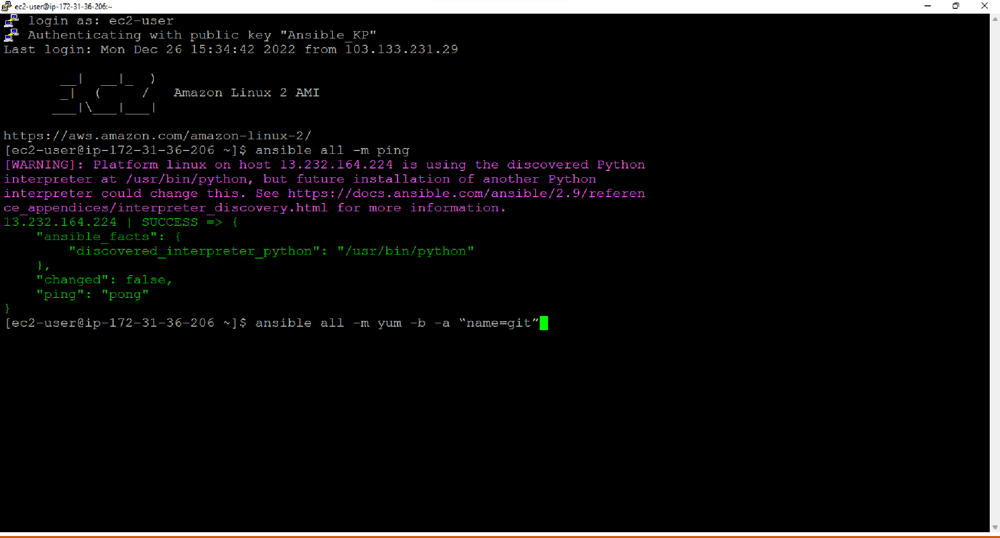 ec2-user@ip-172-31-36-206:~
login as: ec2-user
Authenticating with public key "Ansible_KP"
Last login: Mon Dec 26 15:34:42 2022 from 103.133.231.29
       __|  __|_  )
       _|  (     /   Amazon Linux 2 AMI
      ___|\___|___|
https://aws.amazon.com/amazon-linux-2/
[ec2-user@ip-172-31-36-206 ~]$ ansible all -m ping
[WARNING]: Platform linux on host 13.232.164.224 is using the discovered Python
interpreter at /usr/bin/python, but future installation of another Python
interpreter could change this. See https://docs.ansible.com/ansible/2.9/referen
ce_appendices/interpreter_discovery.html for more information.
13.232.164.224 | SUCCESS => {
    "ansible_facts": {
        "discovered_interpreter_python": "/usr/bin/python"
    },
    "changed": false,
    "ping": "pong"
}
[ec2-user@ip-172-31-36-206 ~]$ ansible all -m yum -b -a “name=git”